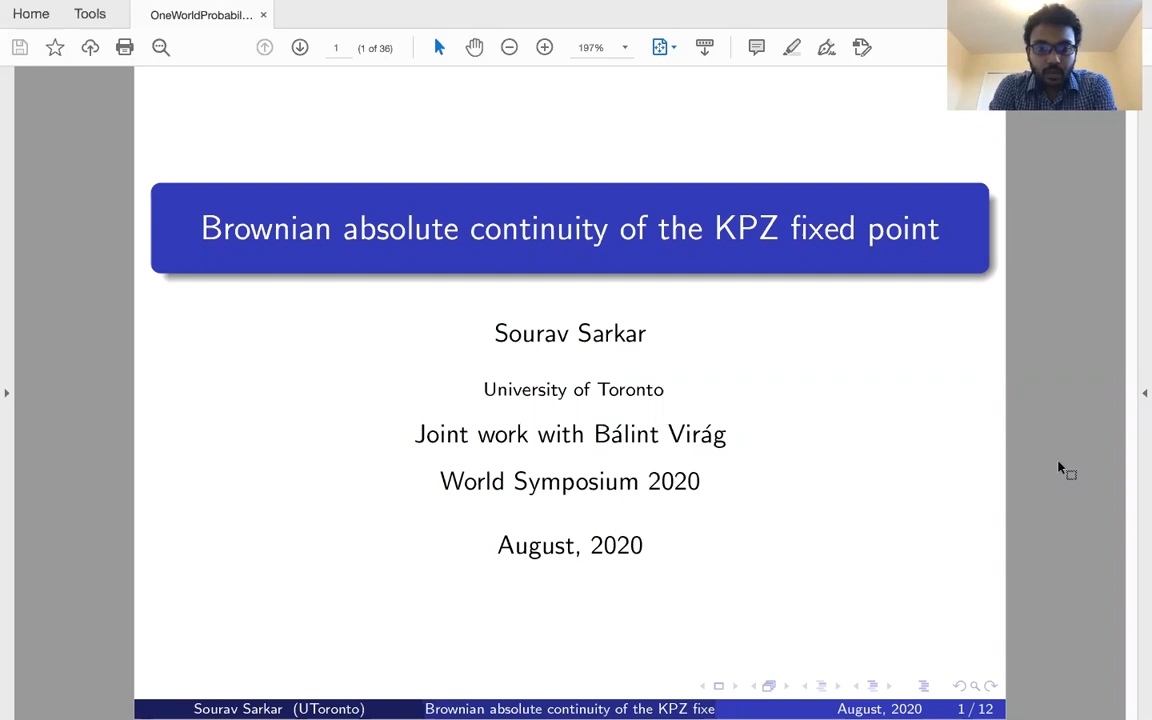 Home Tools OneWorldProbabil... ×
1 (1 of 36) 197%
Brownian absolute continuity of the KPZ fixed point
Sourav Sarkar
University of Toronto
Joint work with Bálint Virág
World Symposium 2020
August, 2020
Sourav Sarkar (UToronto) Brownian absolute continuity of the KPZ fixe August, 2020 1 / 12